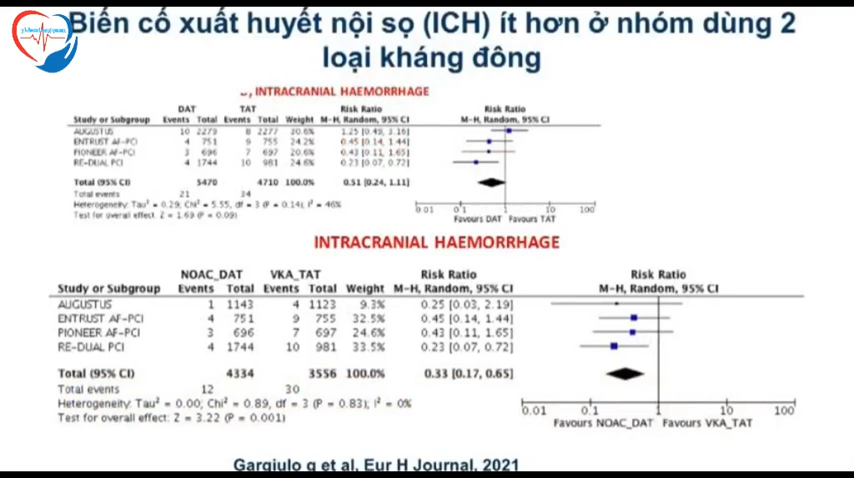 Biến cố xuất huyết nội sọ (ICH) ít hơn ở nhóm dùng 2
loại kháng đông
INTRACRANIAL HAEMORRHAGE
DAT TAT Risk Ratio Risk Ratio
Study or Subgroup Events Total Events Total Weight M-H, Random, 95% CI M-H, Random, 95% CI
AUGUSTUS 10 2279 8 2277 30.6% 1.25 [0.49, 3.16]
ENTRUST AF-PCI 4 751 9 755 24.2% 0.45 [0.14, 1.44]
PIONEER AF-PCI 3 696 7 697 20.6% 0.43 [0.11, 1.65]
RE-DUAL PCI 4 1744 10 981 24.6% 0.23 [0.07, 0.72]
Total (95% CI) 5470 4710 100.0% 0.51 [0.24, 1.11]
Total events 21 34
Heterogeneity: Tau² = 0.29; Chi² = 5.55, df = 3 (P = 0.14); I² = 46%
Test for overall effect: Z = 1.69 (P = 0.09)
0.01 0.1 1 10 100
Favours DAT Favours TAT
INTRACRANIAL HAEMORRHAGE
NOAC_DAT VKA_TAT Risk Ratio Risk Ratio
Study or Subgroup Events Total Events Total Weight M-H, Random, 95% CI M-H, Random, 95% CI
AUGUSTUS 1 1143 4 1123 9.3% 0.25 [0.03, 2.19]
ENTRUST AF-PCI 4 751 9 755 32.5% 0.45 [0.14, 1.44]
PIONEER AF-PCI 3 696 7 697 24.6% 0.43 [0.11, 1.65]
RE-DUAL PCI 4 1744 10 981 33.5% 0.23 [0.07, 0.72]
Total (95% CI) 4334 3556 100.0% 0.33 [0.17, 0.65]
Total events 12 30
Heterogeneity: Tau² = 0.00; Chi² = 0.89, df = 3 (P = 0.83); I² = 0%
Test for overall effect: Z = 3.22 (P = 0.001)
0.01 0.1 1 10 100
Favours NOAC_DAT Favours VKA_TAT
Gargiulo g et al, Eur H Journal, 2021